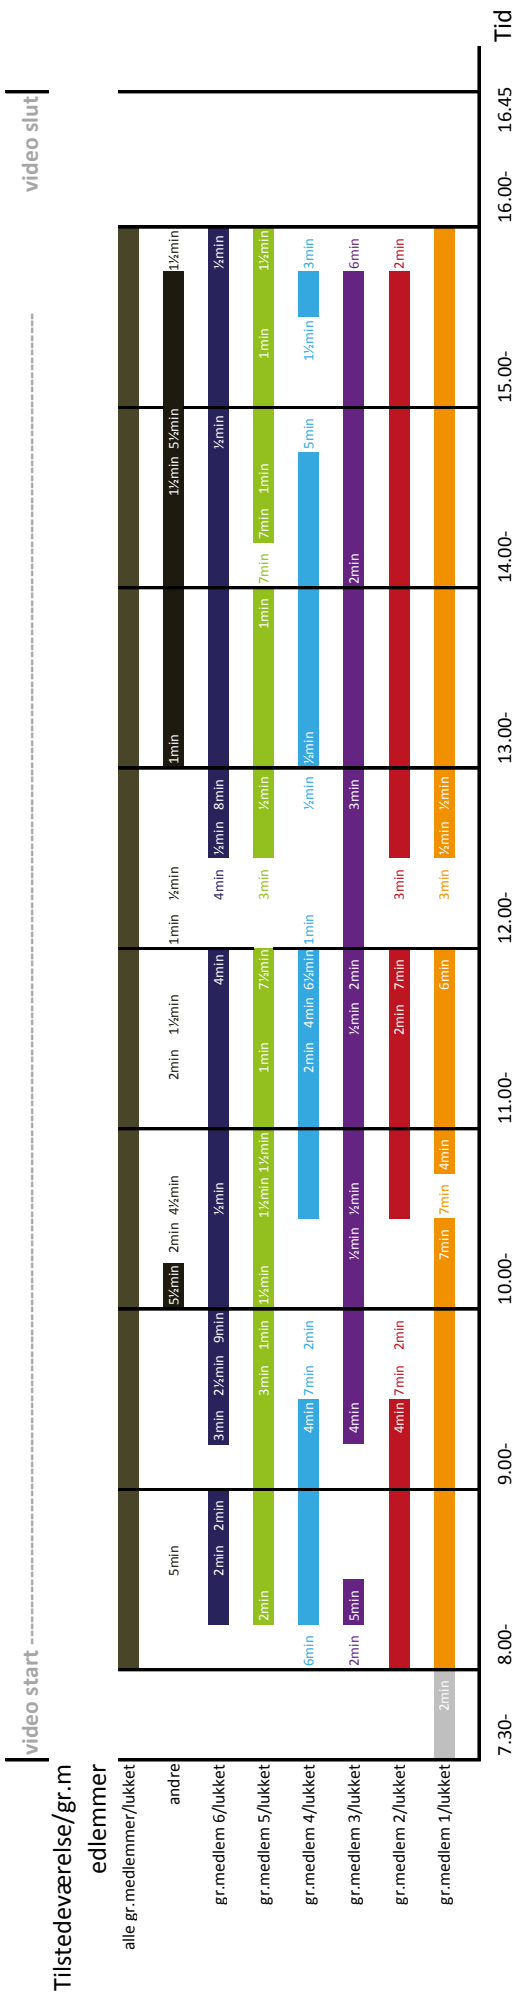 video start ---------------------------------------------------------------- video slut
Tilstedeværelse/gr.m
edlemmer
alle gr.medlemmer/lukket
andre 5min 5½min 2min 4½min 2min 1½min 1min ½min 1min 1½min 5½min 1½min
gr.medlem 6/lukket 2min 2min 3min 2½min 9min ½min 4min 4min ½min 8min ½min ½min
gr.medlem 5/lukket 2min 3min 1min 1½min 1½min 1½min 1min 7½min 3min ½min 1min 7min 7min 1min 1min 1½min
gr.medlem 4/lukket 6min 4min 7min 2min 2min 4min 6½min 1min ½min ½min 5min 1½min 3min
gr.medlem 3/lukket 2min 5min 4min ½min ½min ½min 2min 3min 2min 6min
gr.medlem 2/lukket 4min 7min 2min 2min 7min 3min 2min
gr.medlem 1/lukket 2min 7min 7min 4min 6min 3min ½min ½min
7.30- 8.00- 9.00- 10.00- 11.00- 12.00- 13.00- 14.00- 15.00- 16.00- 16.45 Tid